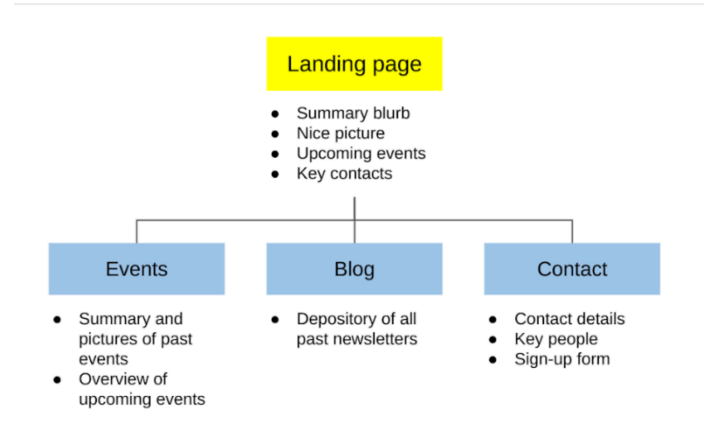 Landing page
● Summary blurb
● Nice picture
● Upcoming events
● Key contacts
Events
● Summary and
pictures of past
events
● Overview of
upcoming events
Blog
● Depository of all
past newsletters
Contact
● Contact details
● Key people
● Sign-up form